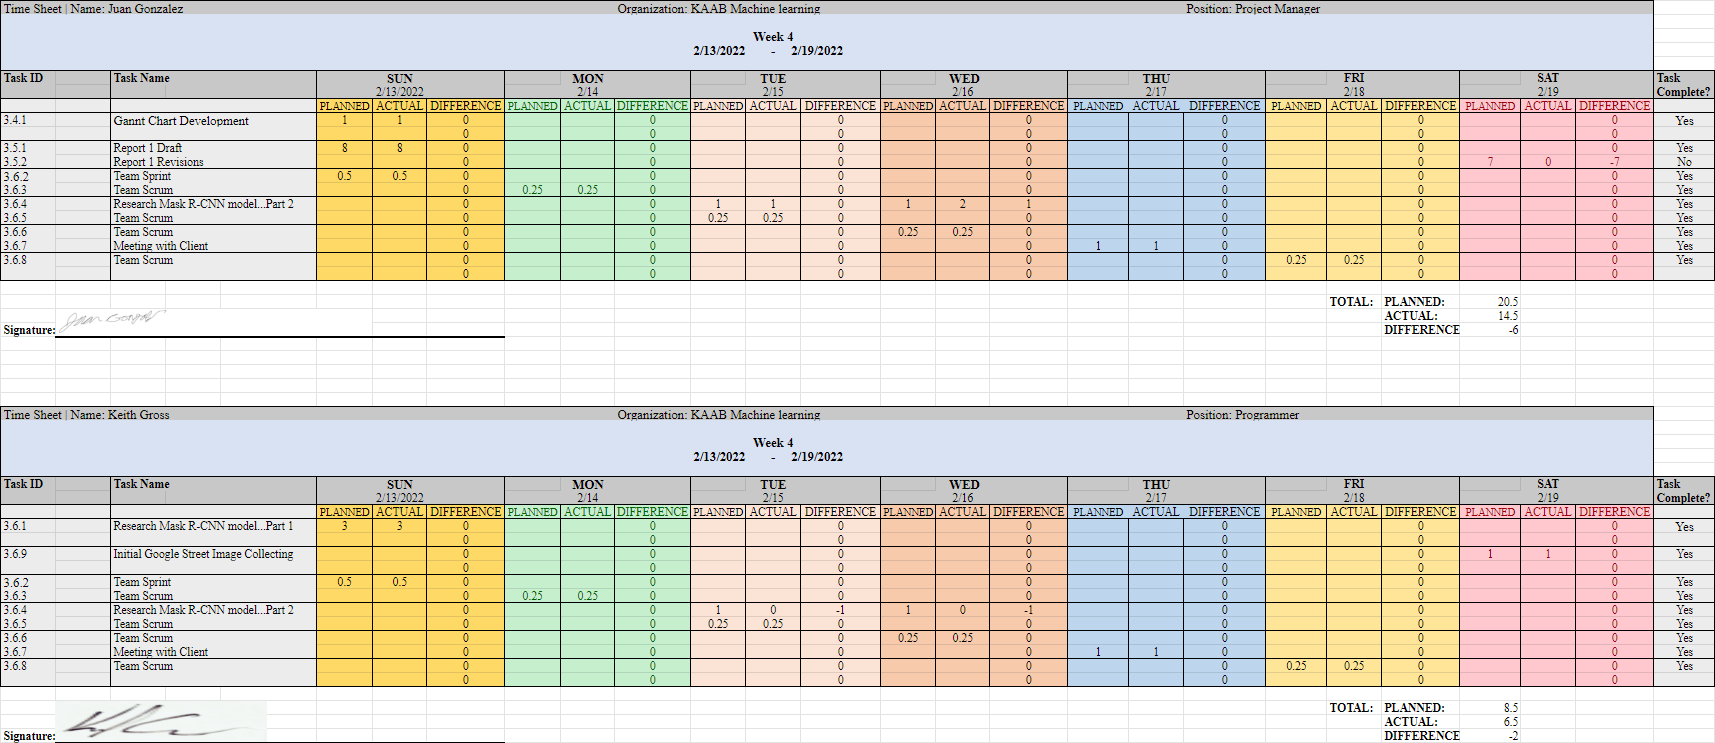 Time Sheet | Name: Juan Gonzalez Organization: KAAB Machine learning Position: Project Manager
Week 4
2/13/2022 - 2/19/2022
Task ID Task Name SUN MON TUE WED THU FRI SAT Task
2/13/2022 2/14 2/15 2/16 2/17 2/18 2/19 Complete?
PLANNED ACTUAL DIFFERENCE PLANNED ACTUAL DIFFERENCE PLANNED ACTUAL DIFFERENCE PLANNED ACTUAL DIFFERENCE PLANNED ACTUAL DIFFERENCE PLANNED ACTUAL DIFFERENCE PLANNED ACTUAL DIFFERENCE
3.4.1 Gannt Chart Development 1 1 0 0 0 0 0 0 0 Yes
0 0 0 0 0 0 0
3.5.1 Report 1 Draft 8 8 0 0 0 0 0 0 0 Yes
3.5.2 Report 1 Revisions 0 0 0 0 0 0 7 0 -7 No
3.6.2 Team Sprint 0.5 0.5 0 0 0 0 0 0 0 Yes
3.6.3 Team Scrum 0 0.25 0.25 0 0 0 0 0 0 Yes
3.6.4 Research Mask R-CNN model...Part 2 0 0 1 1 0 1 2 1 0 0 0 Yes
3.6.5 Team Scrum 0 0 0.25 0.25 0 0 0 0 0 Yes
3.6.6 Team Scrum 0 0 0 0.25 0.25 0 0 0 0 Yes
3.6.7 Meeting with Client 0 0 0 0 1 1 0 0 0 Yes
3.6.8 Team Scrum 0 0 0 0 0 0.25 0.25 0 0 Yes
0 0 0 0 0 0 0
TOTAL: PLANNED: 20.5
ACTUAL: 14.5
Signature: Juan Gonzalez DIFFERENCE -6
Time Sheet | Name: Keith Gross Organization: KAAB Machine learning Position: Programmer
Week 4
2/13/2022 - 2/19/2022
Task ID Task Name SUN MON TUE WED THU FRI SAT Task
2/13/2022 2/14 2/15 2/16 2/17 2/18 2/19 Complete?
PLANNED ACTUAL DIFFERENCE PLANNED ACTUAL DIFFERENCE PLANNED ACTUAL DIFFERENCE PLANNED ACTUAL DIFFERENCE PLANNED ACTUAL DIFFERENCE PLANNED ACTUAL DIFFERENCE PLANNED ACTUAL DIFFERENCE
3.6.1 Research Mask R-CNN model...Part 1 3 3 0 0 0 0 0 0 0 Yes
0 0 0 0 0 0 0
3.6.9 Initial Google Street Image Collecting 0 0 0 0 0 0 1 1 0 Yes
0 0 0 0 0 0 0
3.6.2 Team Sprint 0.5 0.5 0 0 0 0 0 0 0 Yes
3.6.3 Team Scrum 0 0.25 0.25 0 0 0 0 0 0 Yes
3.6.4 Research Mask R-CNN model...Part 2 0 0 1 0 -1 1 0 -1 0 0 0 Yes
3.6.5 Team Scrum 0 0 0.25 0.25 0 0 0 0 0 Yes
3.6.6 Team Scrum 0 0 0 0.25 0.25 0 0 0 0 Yes
3.6.7 Meeting with Client 0 0 0 0 1 1 0 0 0 Yes
3.6.8 Team Scrum 0 0 0 0 0 0.25 0.25 0 0 Yes
0 0 0 0 0 0 0
TOTAL: PLANNED: 8.5
ACTUAL: 6.5
Signature: DIFFERENCE -2